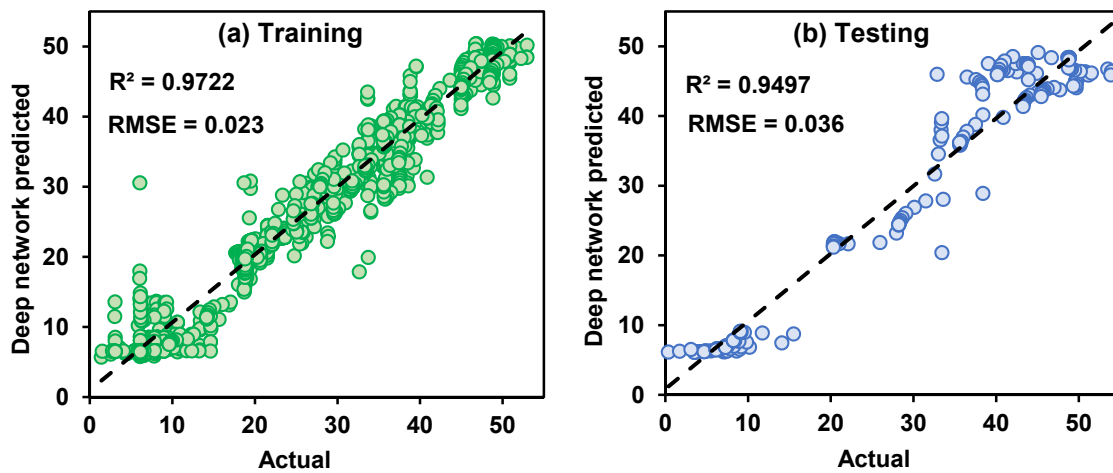 (a) Training
R² = 0.9722
RMSE = 0.023
Deep network predicted
50
40
30
20
10
0
0 10 20 30 40 50
Actual
(b) Testing
R² = 0.9497
RMSE = 0.036
Deep network predicted
50
40
30
20
10
0
0 10 20 30 40 50
Actual